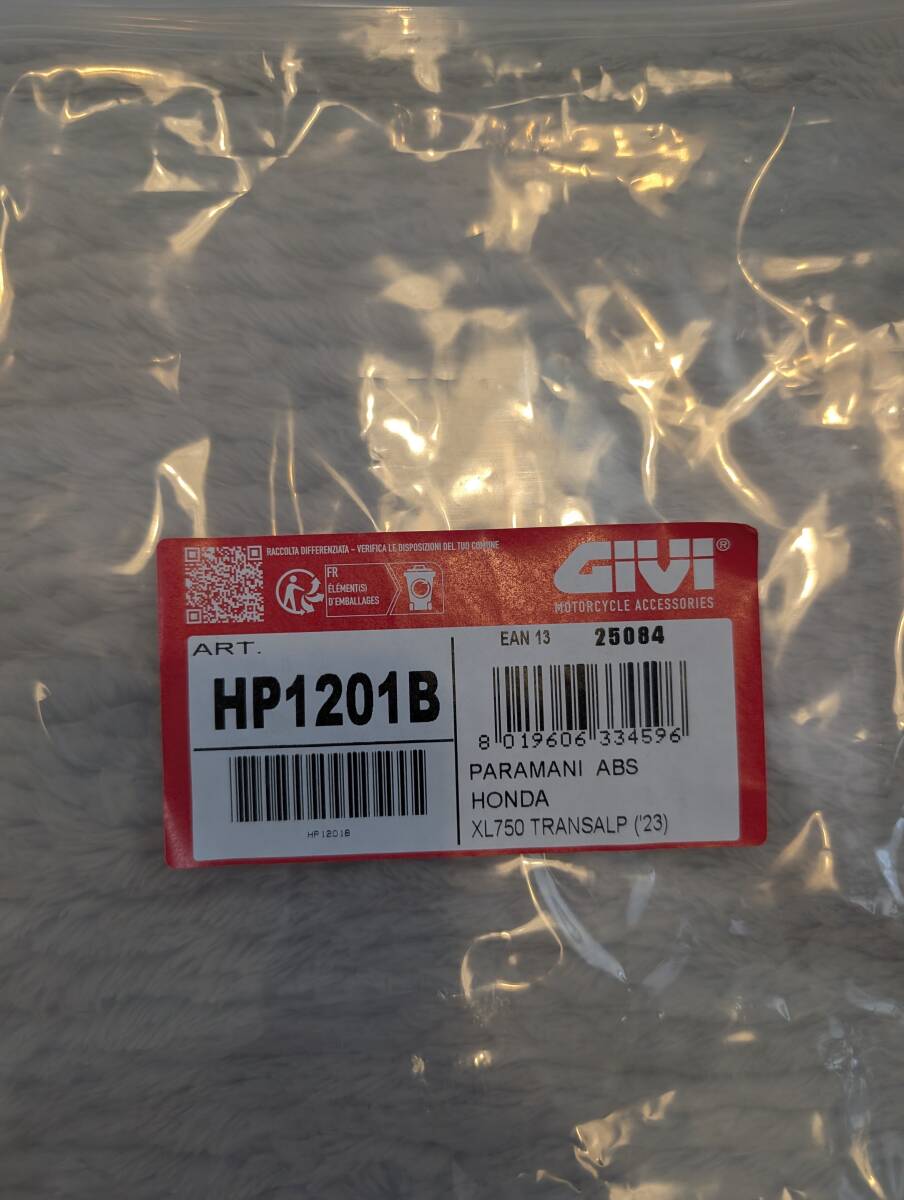 RACCOLTA DIFFERENZIATA – VERIFICA LE DISPOSIZIONI DEL TUO COMUNE
FR
ÉLÉMENT(S)
D'EMBALLAGES
GIVI®
MOTORCYCLE ACCESSORIES
ART.
HP1201B
HP1201B
EAN 13 25084
8 019606 334596
PARAMANI ABS
HONDA
XL750 TRANSALP ('23)